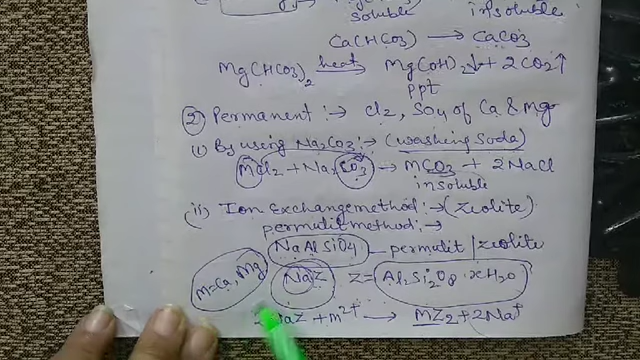 soluble insoluble
Ca(HCO3) → CaCO3
Mg(HCO3)2 heat→ Mg(OH)2↓ + 2CO2↑
ppt
2) Permanent :→ Cl2, SO4 of Ca & Mg
(i) By using Na2CO3 :→ (washing Soda)
MCl2 + Na2CO3 → MCO3 + 2NaCl
insoluble
ii) Ion Exchange method :→ (Zeolite)
permutit method :→
NaAlSiO4 permutit / zeolite
M=Ca, Mg NaZ Z= Al2Si2O8 · xH2O
2NaZ + M2+ → MZ2 + 2Na+